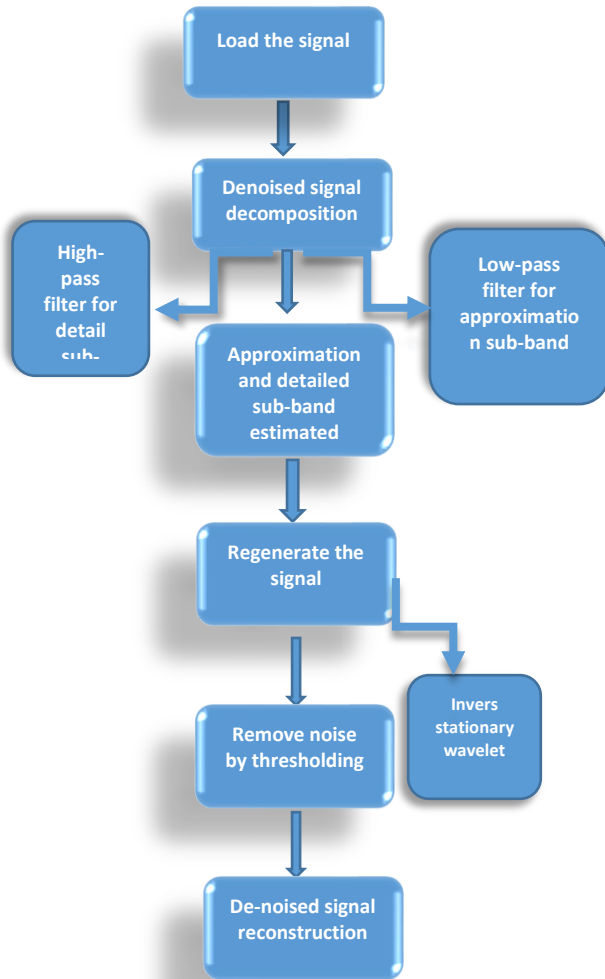 Load the signal
Denoised signal
decomposition
High-
pass
filter for
detail
sub-
Low-pass
filter for
approximatio
n sub-band
Approximation
and detailed
sub-band
estimated
Regenerate the
signal
Invers
stationary
wavelet
Remove noise
by thresholding
De-noised signal
reconstruction